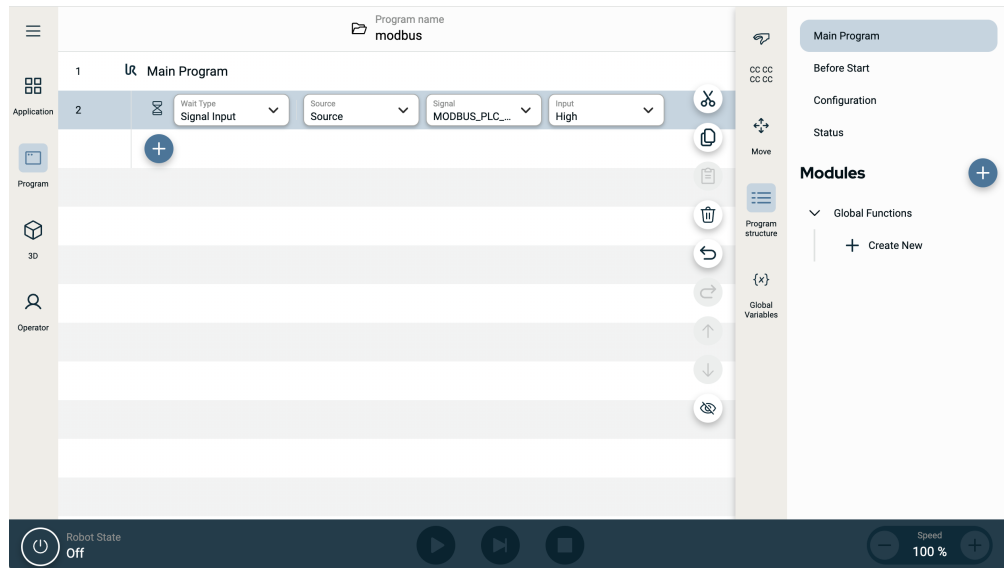 Program name
modbus
Application
Program
3D
Operator
1 Main Program
2
Wait Type
Signal Input
Source
Source
Signal
MODBUS_PLC_...
Input
High
CC CC
CC CC
Move
Program
structure
{x}
Global
Variables
Main Program
Before Start
Configuration
Status
Modules
Global Functions
Create New
Robot State
Off
Speed
100 %